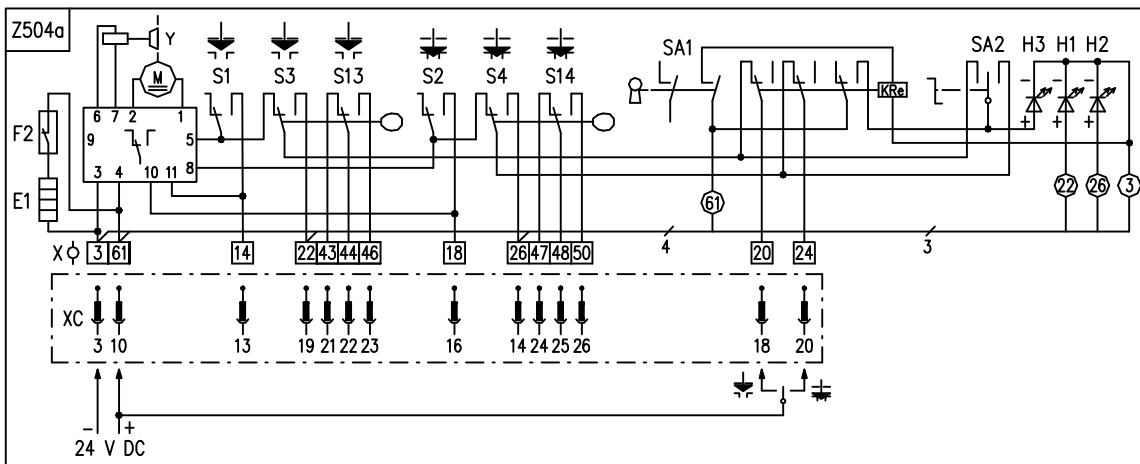 Z504a
Y
M
S1 S3 S13 S2 S4 S14
SA1
KRe
SA2 H3 H1 H2
6 7 2 1
9 5
3 4 10 11 8
F2
E1
- - -
+ + +
61
22 26 3
4 3
X 3 61 14 22 43 44 46 18 26 47 48 50 20 24
XC
3 10 13 19 21 22 23 16 14 24 25 26 18 20
- +
24 V DC